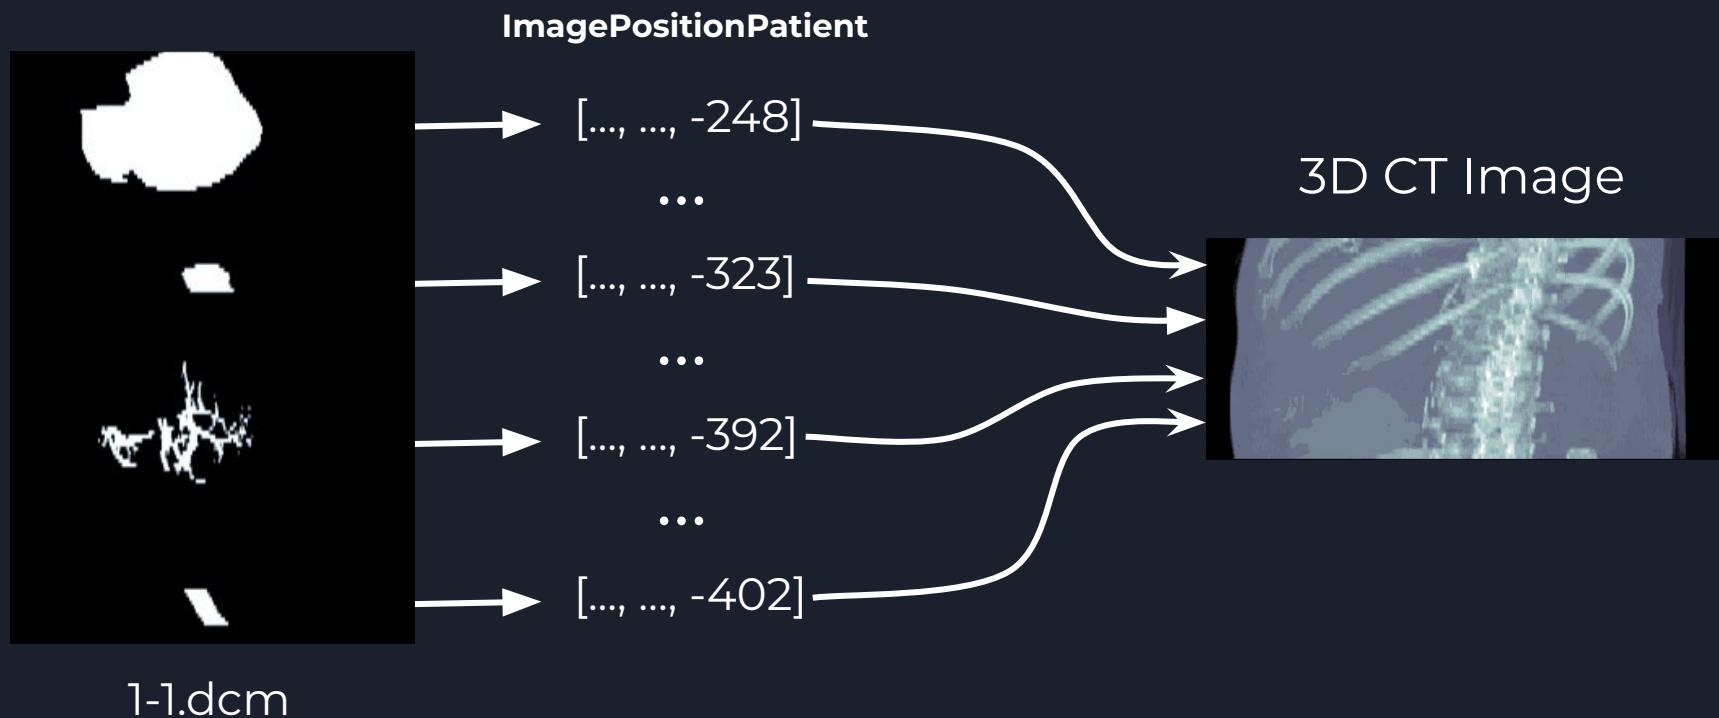 ImagePositionPatient
[..., ..., -248]
...
3D CT Image
[..., ..., -323]
...
[..., ..., -392]
...
[..., ..., -402]
1-1.dcm